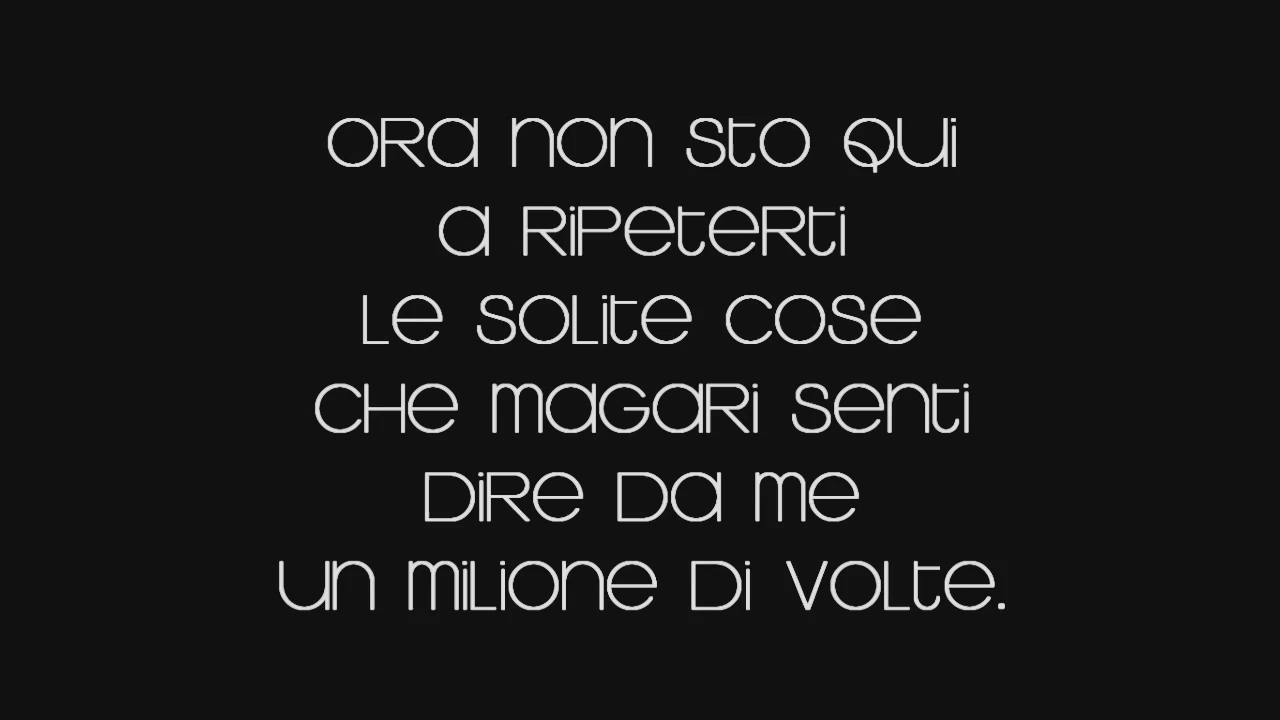 Ora non sto qui
a ripeterti
le solite cose
che magari senti
dire da me
un milione di volte.